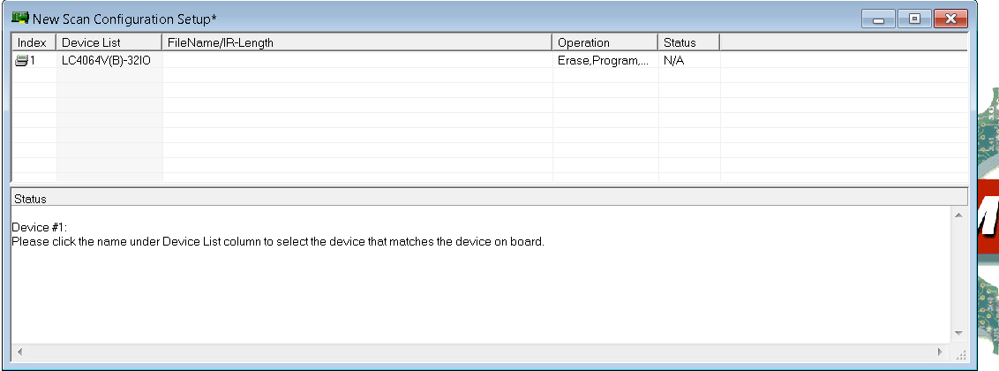 New Scan Configuration Setup*
Index Device List FileName/IR-Length Operation Status
1 LC4064V(B)-32IO Erase,Program,... N/A
Status
Device #1:
Please click the name under Device List column to select the device that matches the device on board.